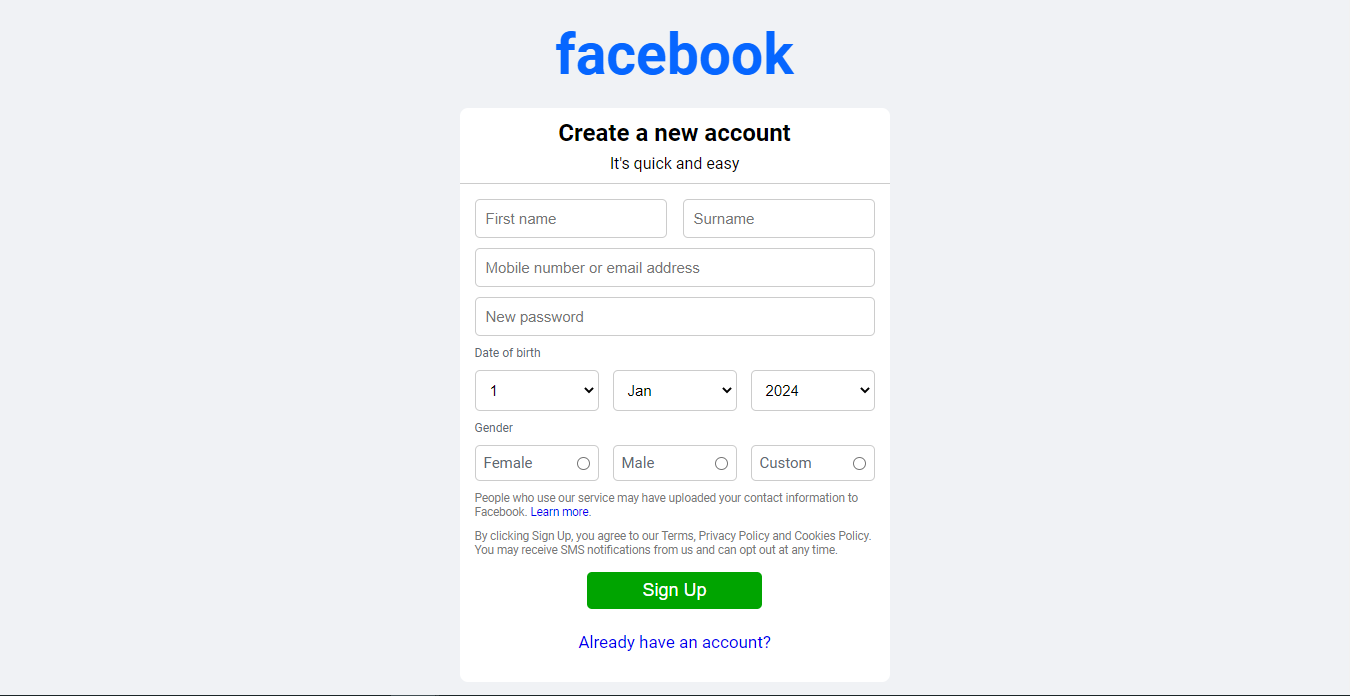 facebook
Create a new account
It's quick and easy
First name Surname
Mobile number or email address
New password
Date of birth
1 Jan 2024
Gender
Female Male Custom
People who use our service may have uploaded your contact information to
Facebook. Learn more.
By clicking Sign Up, you agree to our Terms, Privacy Policy and Cookies Policy.
You may receive SMS notifications from us and can opt out at any time.
Sign Up
Already have an account?